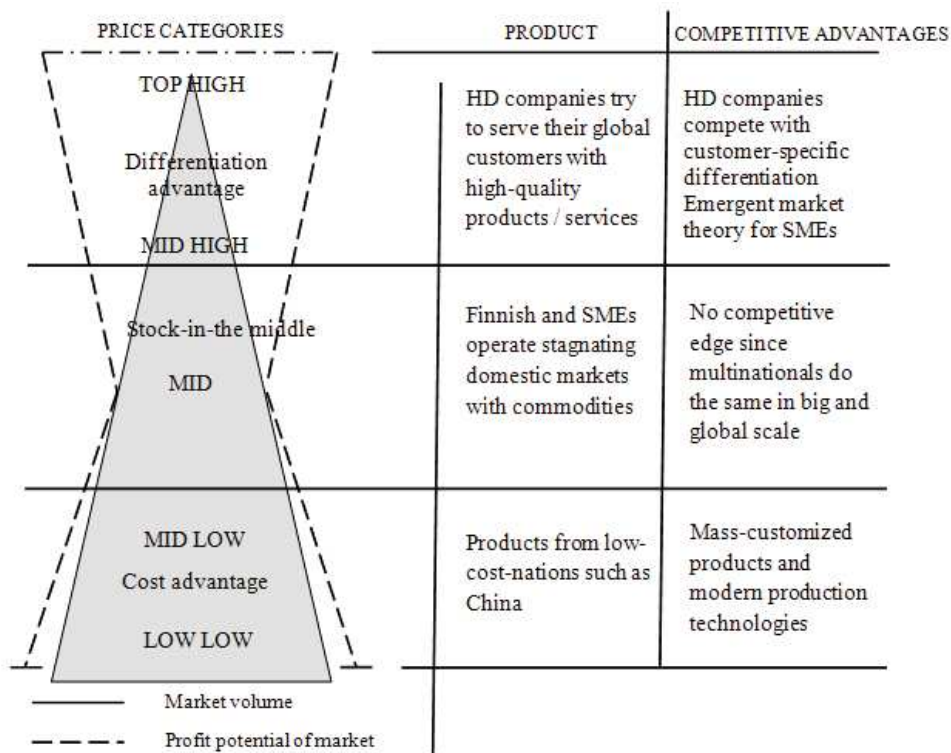 PRICE CATEGORIES
PRODUCT
COMPETITIVE ADVANTAGES
TOP HIGH
Differentiation
advantage
MID HIGH
HD companies try
to serve their global
customers with
high-quality
products / services
HD companies
compete with
customer-specific
differentiation
Emergent market
theory for SMEs
Stock-in-the middle
MID
Finnish and SMEs
operate stagnating
domestic markets
with commodities
No competitive
edge since
multinationals do
the same in big and
global scale
MID LOW
Cost advantage
LOW LOW
Products from low-
cost-nations such as
China
Mass-customized
products and
modern production
technologies
Market volume
Profit potential of market